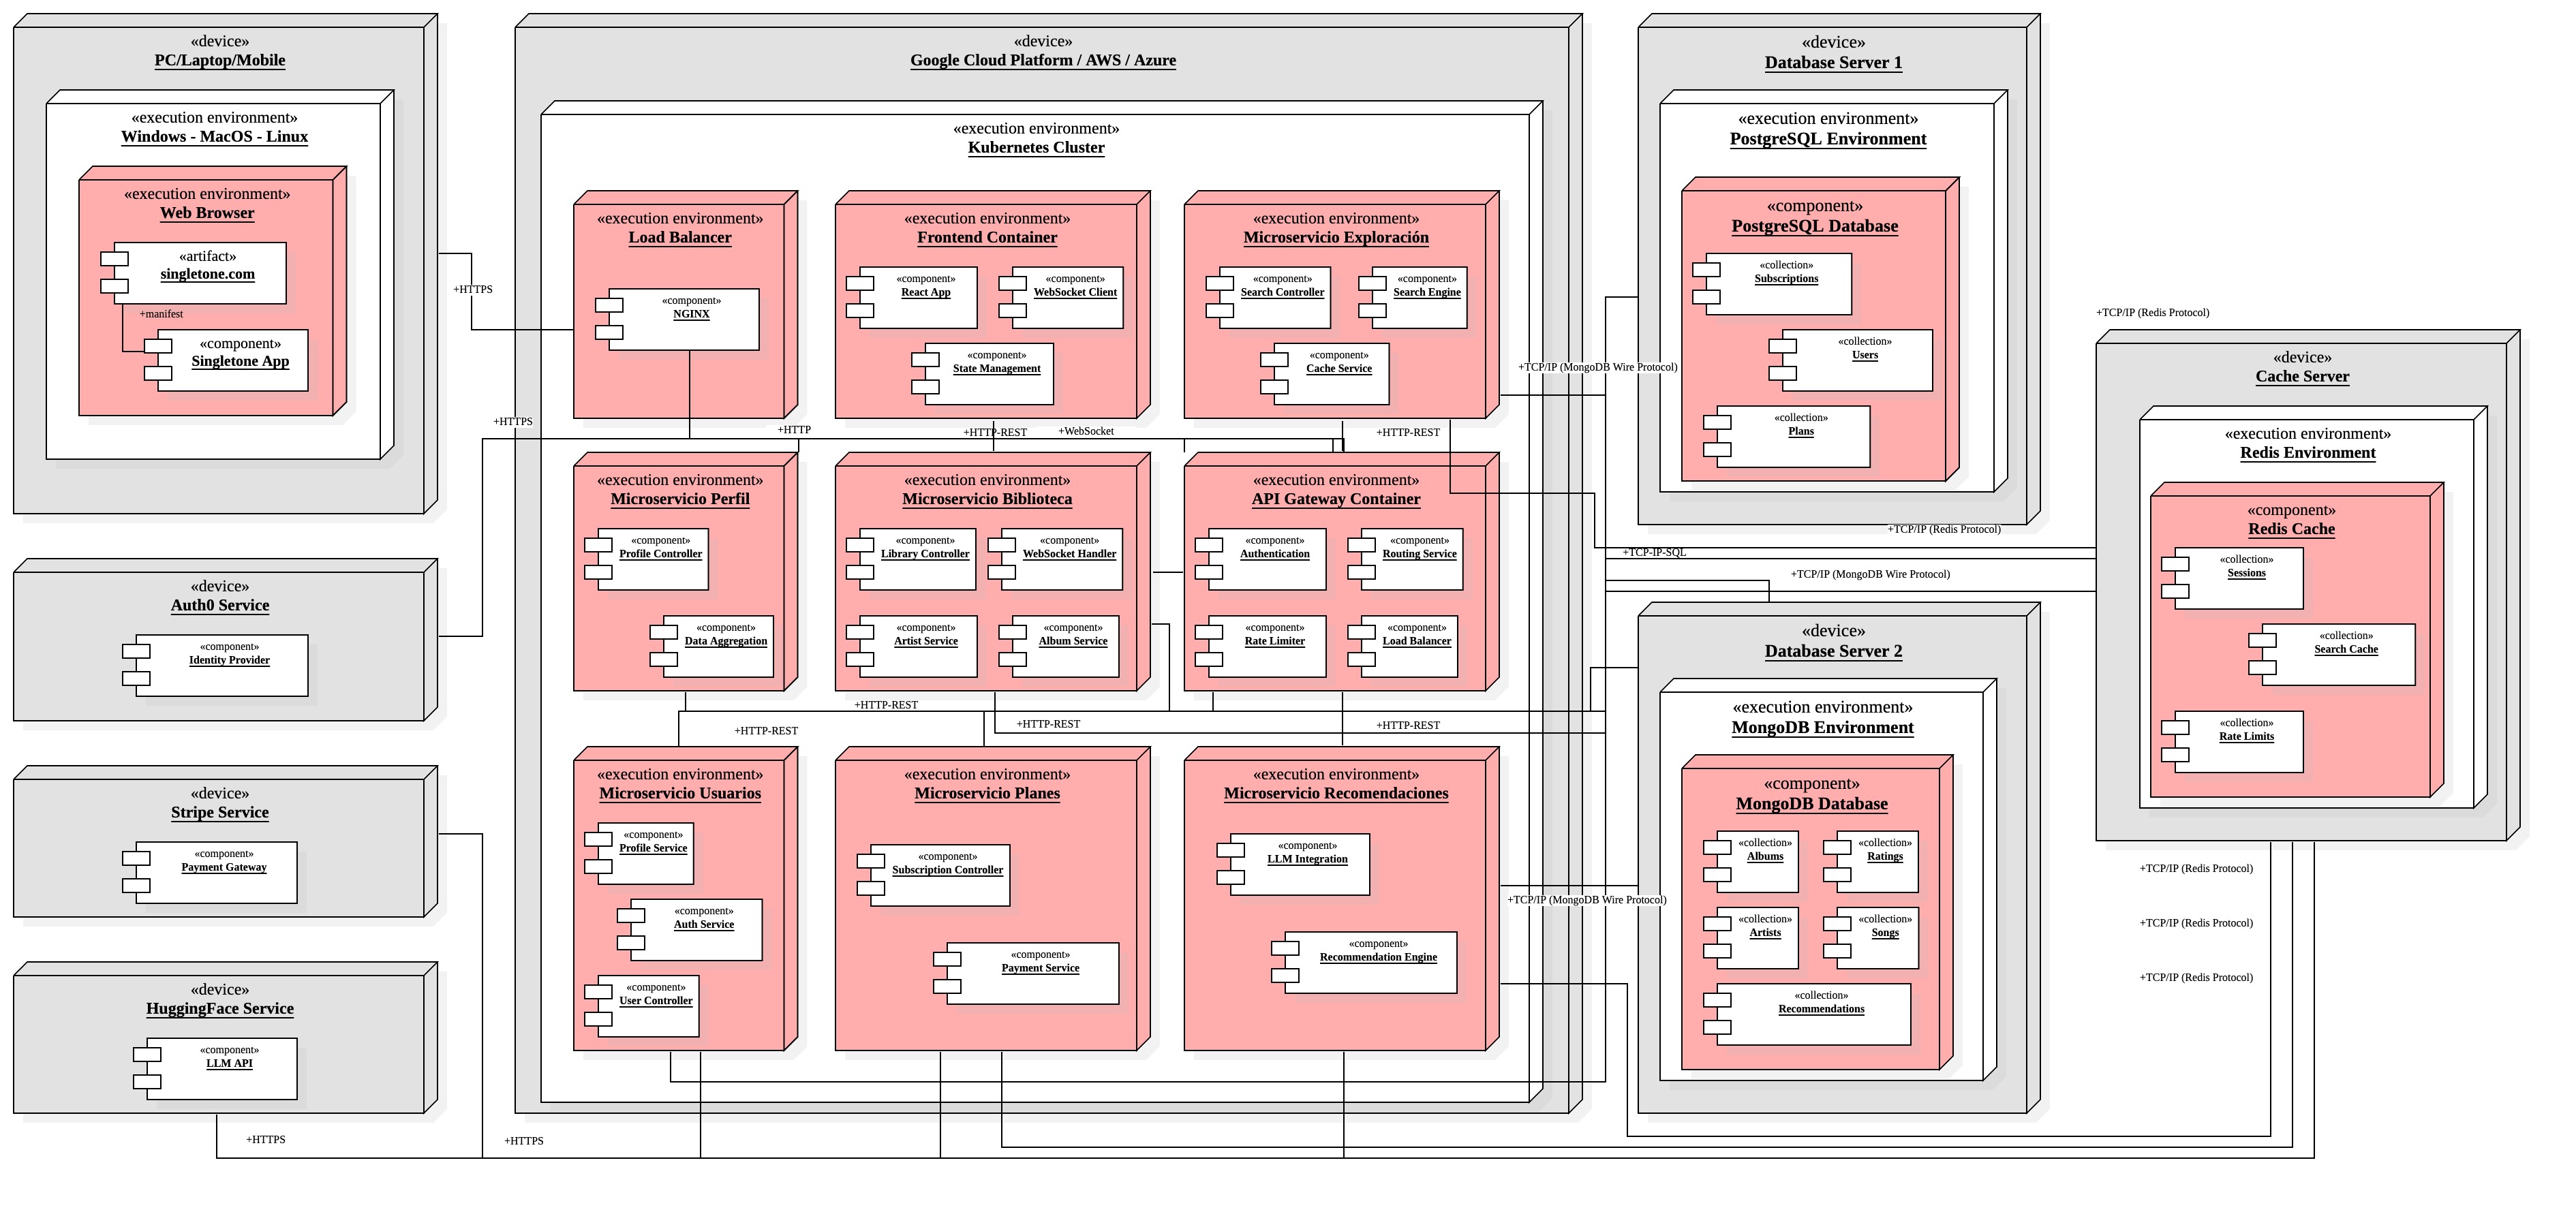 «device»
PC/Laptop/Mobile
«execution environment»
Windows - MacOS - Linux
«execution environment»
Web Browser
«artifact»
singletone.com
+manifest
«component»
Singletone App
+HTTPS
+HTTPS
«device»
Auth0 Service
«component»
Identity Provider
«device»
Stripe Service
«component»
Payment Gateway
«device»
HuggingFace Service
«component»
LLM API
+HTTPS
+HTTPS
«device»
Google Cloud Platform / AWS / Azure
«execution environment»
Kubernetes Cluster
«execution environment»
Load Balancer
«component»
NGINX
«execution environment»
Frontend Container
«component»
React App
«component»
WebSocket Client
«component»
State Management
«execution environment»
Microservicio Exploración
«component»
Search Controller
«component»
Search Engine
«component»
Cache Service
+HTTP
+HTTP-REST
+WebSocket
+HTTP-REST
«execution environment»
Microservicio Perfil
«component»
Profile Controller
«component»
Data Aggregation
«execution environment»
Microservicio Biblioteca
«component»
Library Controller
«component»
WebSocket Handler
«component»
Artist Service
«component»
Album Service
«execution environment»
API Gateway Container
«component»
Authentication
«component»
Routing Service
«component»
Rate Limiter
«component»
Load Balancer
+HTTP-REST
+HTTP-REST
+HTTP-REST
+HTTP-REST
«execution environment»
Microservicio Usuarios
«component»
Profile Service
«component»
Auth Service
«component»
User Controller
«execution environment»
Microservicio Planes
«component»
Subscription Controller
«component»
Payment Service
«execution environment»
Microservicio Recomendaciones
«component»
LLM Integration
«component»
Recommendation Engine
+TCP/IP (MongoDB Wire Protocol)
«device»
Database Server 1
«execution environment»
PostgreSQL Environment
«component»
PostgreSQL Database
«collection»
Subscriptions
«collection»
Users
«collection»
Plans
+TCP/IP (Redis Protocol)
+TCP-IP-SQL
+TCP/IP (MongoDB Wire Protocol)
«device»
Database Server 2
«execution environment»
MongoDB Environment
«component»
MongoDB Database
«collection»
Albums
«collection»
Ratings
«collection»
Artists
«collection»
Songs
«collection»
Recommendations
+TCP/IP (MongoDB Wire Protocol)
+TCP/IP (Redis Protocol)
«device»
Cache Server
«execution environment»
Redis Environment
«component»
Redis Cache
«collection»
Sessions
«collection»
Search Cache
«collection»
Rate Limits
+TCP/IP (Redis Protocol)
+TCP/IP (Redis Protocol)
+TCP/IP (Redis Protocol)